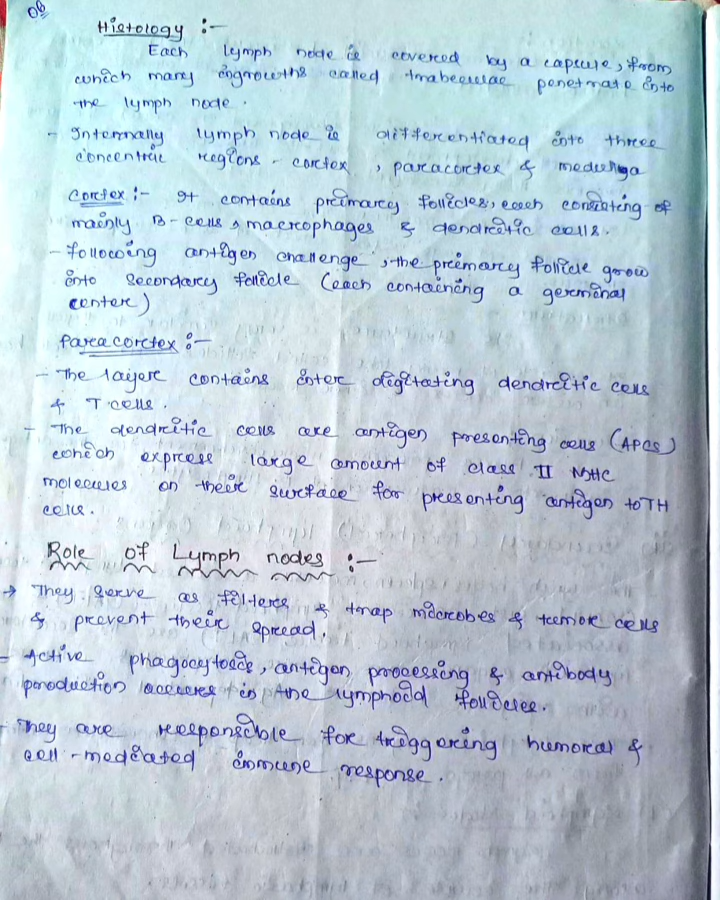 06
Histology :-
Each lymph node is covered by a capsule, from
which many ingrowths called trabeculae penetrate into
the lymph node.
- Internally lymph node is differentiated into three
concentric regions - cortex, paracortex & medulla
Cortex :- It contains primary follicles, each consisting of
mainly B-cells, macrophages & dendritic cells.
- following antigen challenge, the primary follicle grow
into secondary follicle (each containing a germinal
center)
Paracortex :-
- The layer contains inter digitating dendritic cells
& T cells.
- The dendritic cells are antigen presenting cells (APCS)
which express large amount of class II MHC
molecules on their surface for presenting antigen to TH
cells.
Role of Lymph nodes :-
→ They serve as filters & trap microbes & tumor cells
& prevent their spread.
- Active phagocytosis, antigen processing & antibody
production occures in the lymphoid follicles.
- They are responsible for triggering humoral &
cell-mediated immune response.